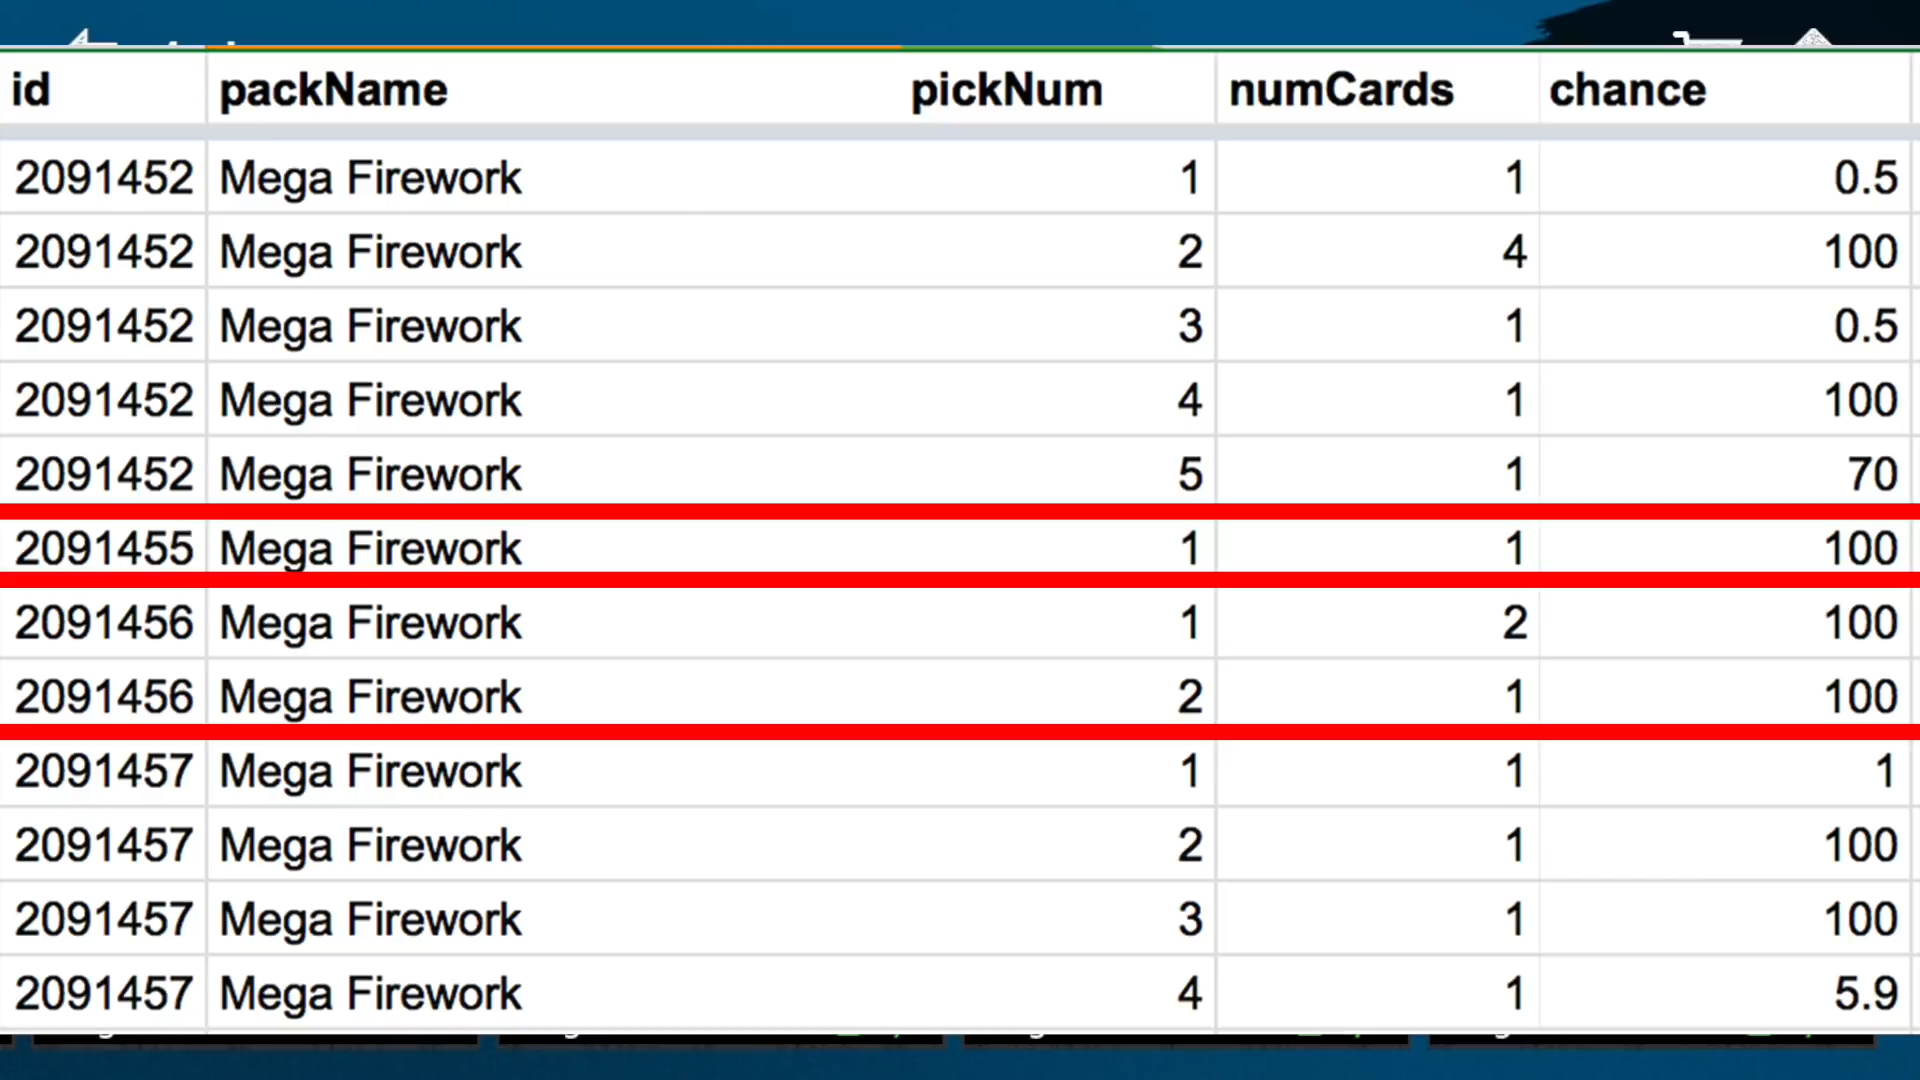 id packName pickNum numCards chance
2091452 Mega Firework 1 1 0.5
2091452 Mega Firework 2 4 100
2091452 Mega Firework 3 1 0.5
2091452 Mega Firework 4 1 100
2091452 Mega Firework 5 1 70
2091455 Mega Firework 1 1 100
2091456 Mega Firework 1 2 100
2091456 Mega Firework 2 1 100
2091457 Mega Firework 1 1 1
2091457 Mega Firework 2 1 100
2091457 Mega Firework 3 1 100
2091457 Mega Firework 4 1 5.9